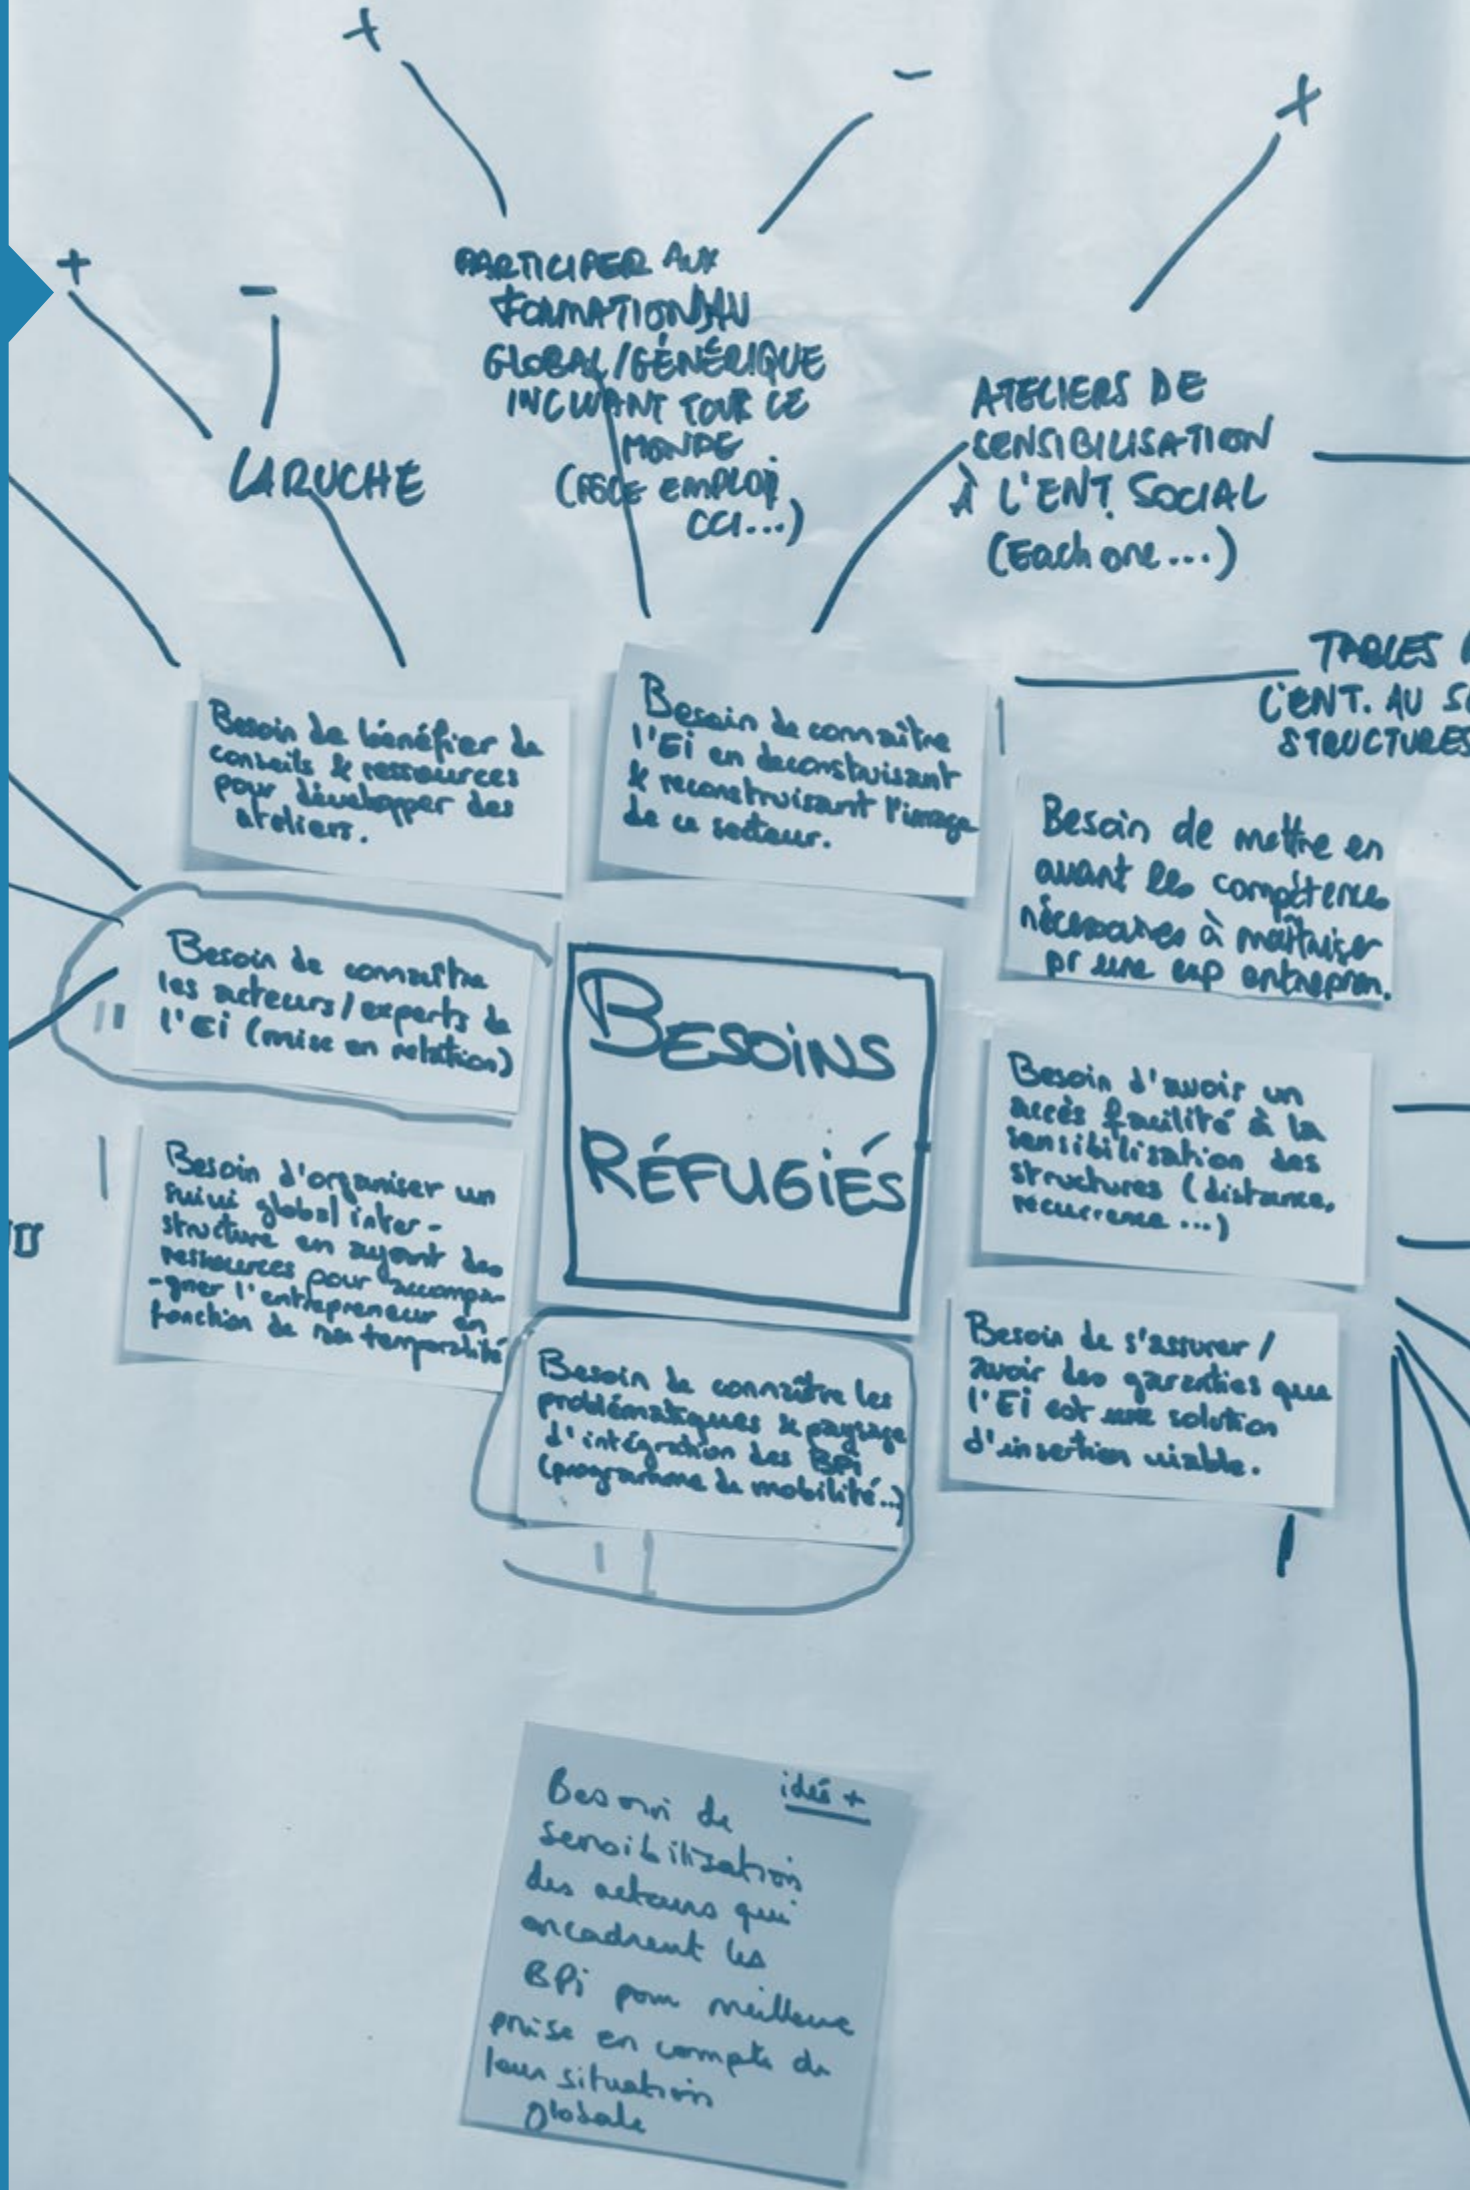 +
-
+
+
-
PARTICIPER AUX
FORMATIONS AU
GLOBAL/GÉNÉRIQUE
INCLUANT TOUT LE
MONDE
(PÔLE EMPLOI,
CCI...)
LA RUCHE
ATELIERS DE
SENSIBILISATION
À L'ENT. SOCIAL
(Each one...)
TABLES
L'ENT. AU
STRUCTURES
Besoin de bénéfier de
conseils & ressources
pour développer des
ateliers.
Besoin de connaître
l'Ei en deconstruisant
& reconstruisant l'image
de ce secteur.
Besoin de mettre en
avant les compétences
nécessaires à maîtriser
pr une exp entrepren.
Besoin de connaître
les acteurs/experts de
l'Ei (mise en relation)
BESOiNS
RÉFUGiÉS
Besoin d'avoir un
accès facilité à la
sensibilisation des
structures (distance,
récurrence...)
Besoin d'organiser un
suivi global inter-
structure en ayant des
ressources pour accompa-
-gner l'entrepreneur en
fonction de sa temporalité
Besoin de connaître les
problématiques & paysage
d'intégration des BPi
(programme de mobilité...)
Besoin de s'assurer /
avoir des garanties que
l'Ei est une solution
d'insertion viable.
idée +
Besoin de
sensibilisation
des acteurs qui
encadrent les
BPi pour meilleure
prise en compte de
leur situation
globale